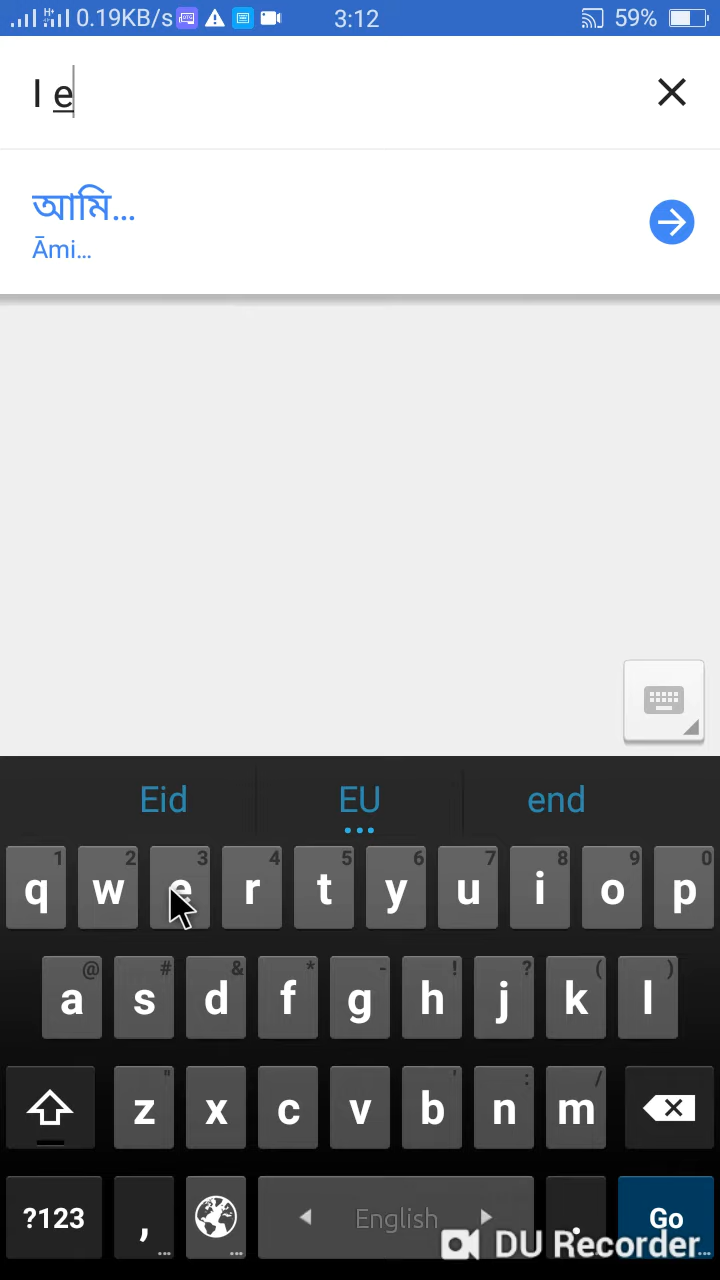 0.19KB/s 3:12 59%
I e
আমি...
Āmi...
Eid EU end
1 2 3 4 5 6 7 8 9 0
q w e r t y u i o p
@ # & * - ! ? ( )
a s d f g h j k l
" ' : /
z x c v b n m
?123 , English . Go
DU Recorder